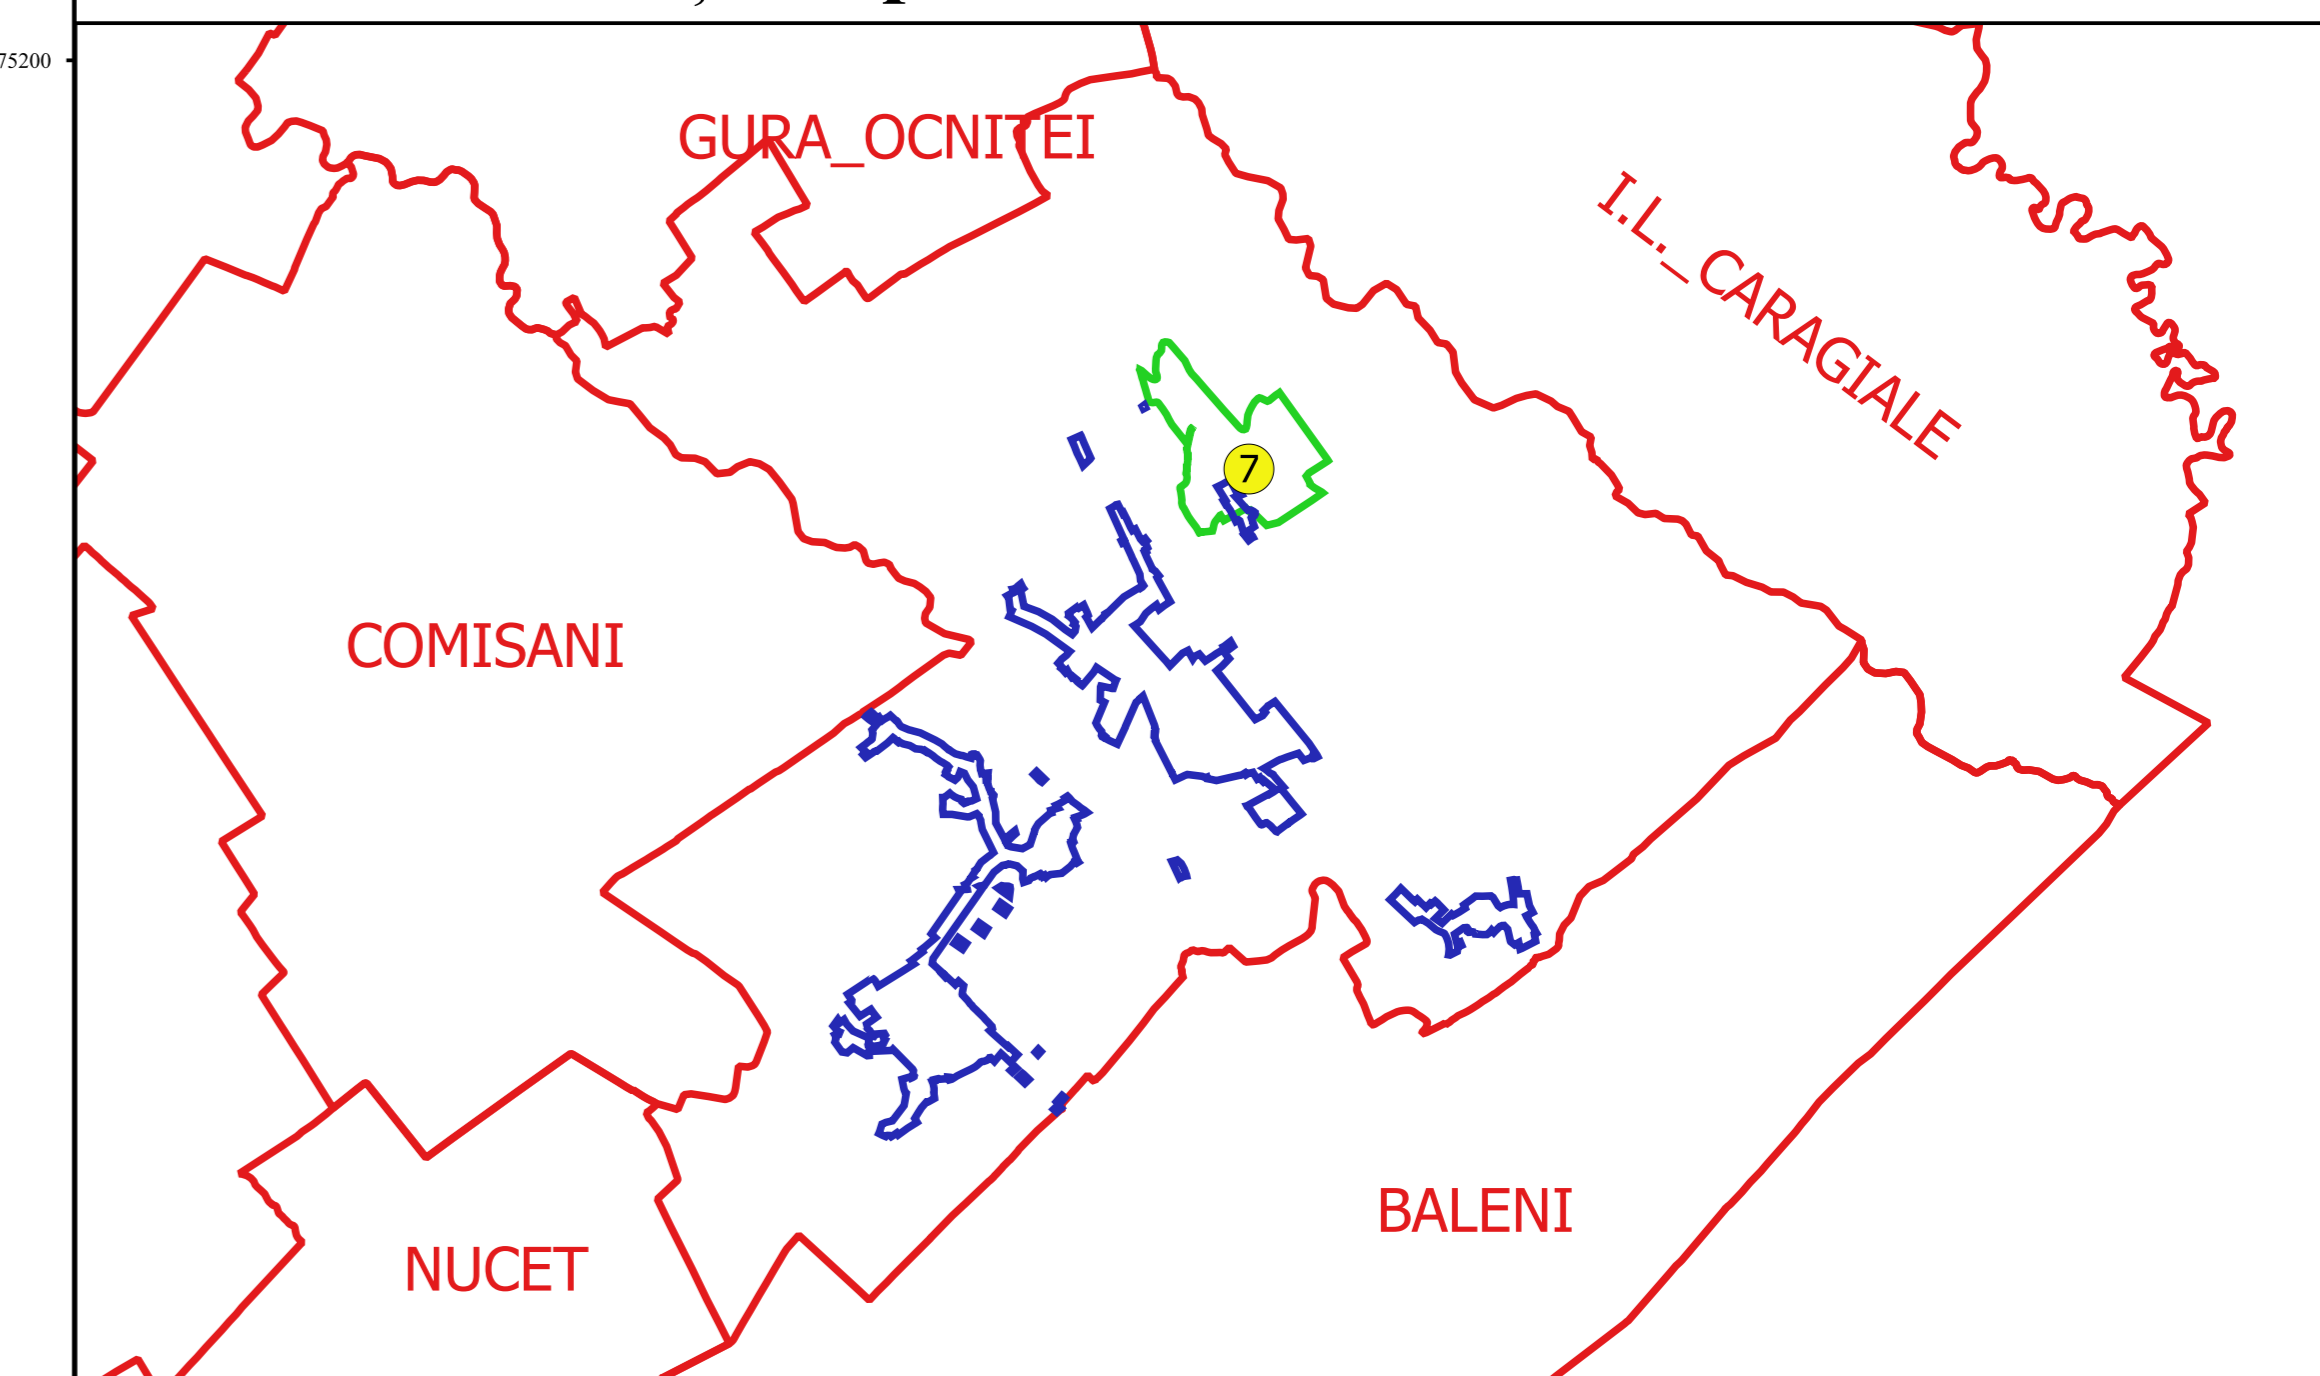 75200
GURA_OCNITEI
I.L._CARAGIALE
7
COMISANI
BALENI
NUCET